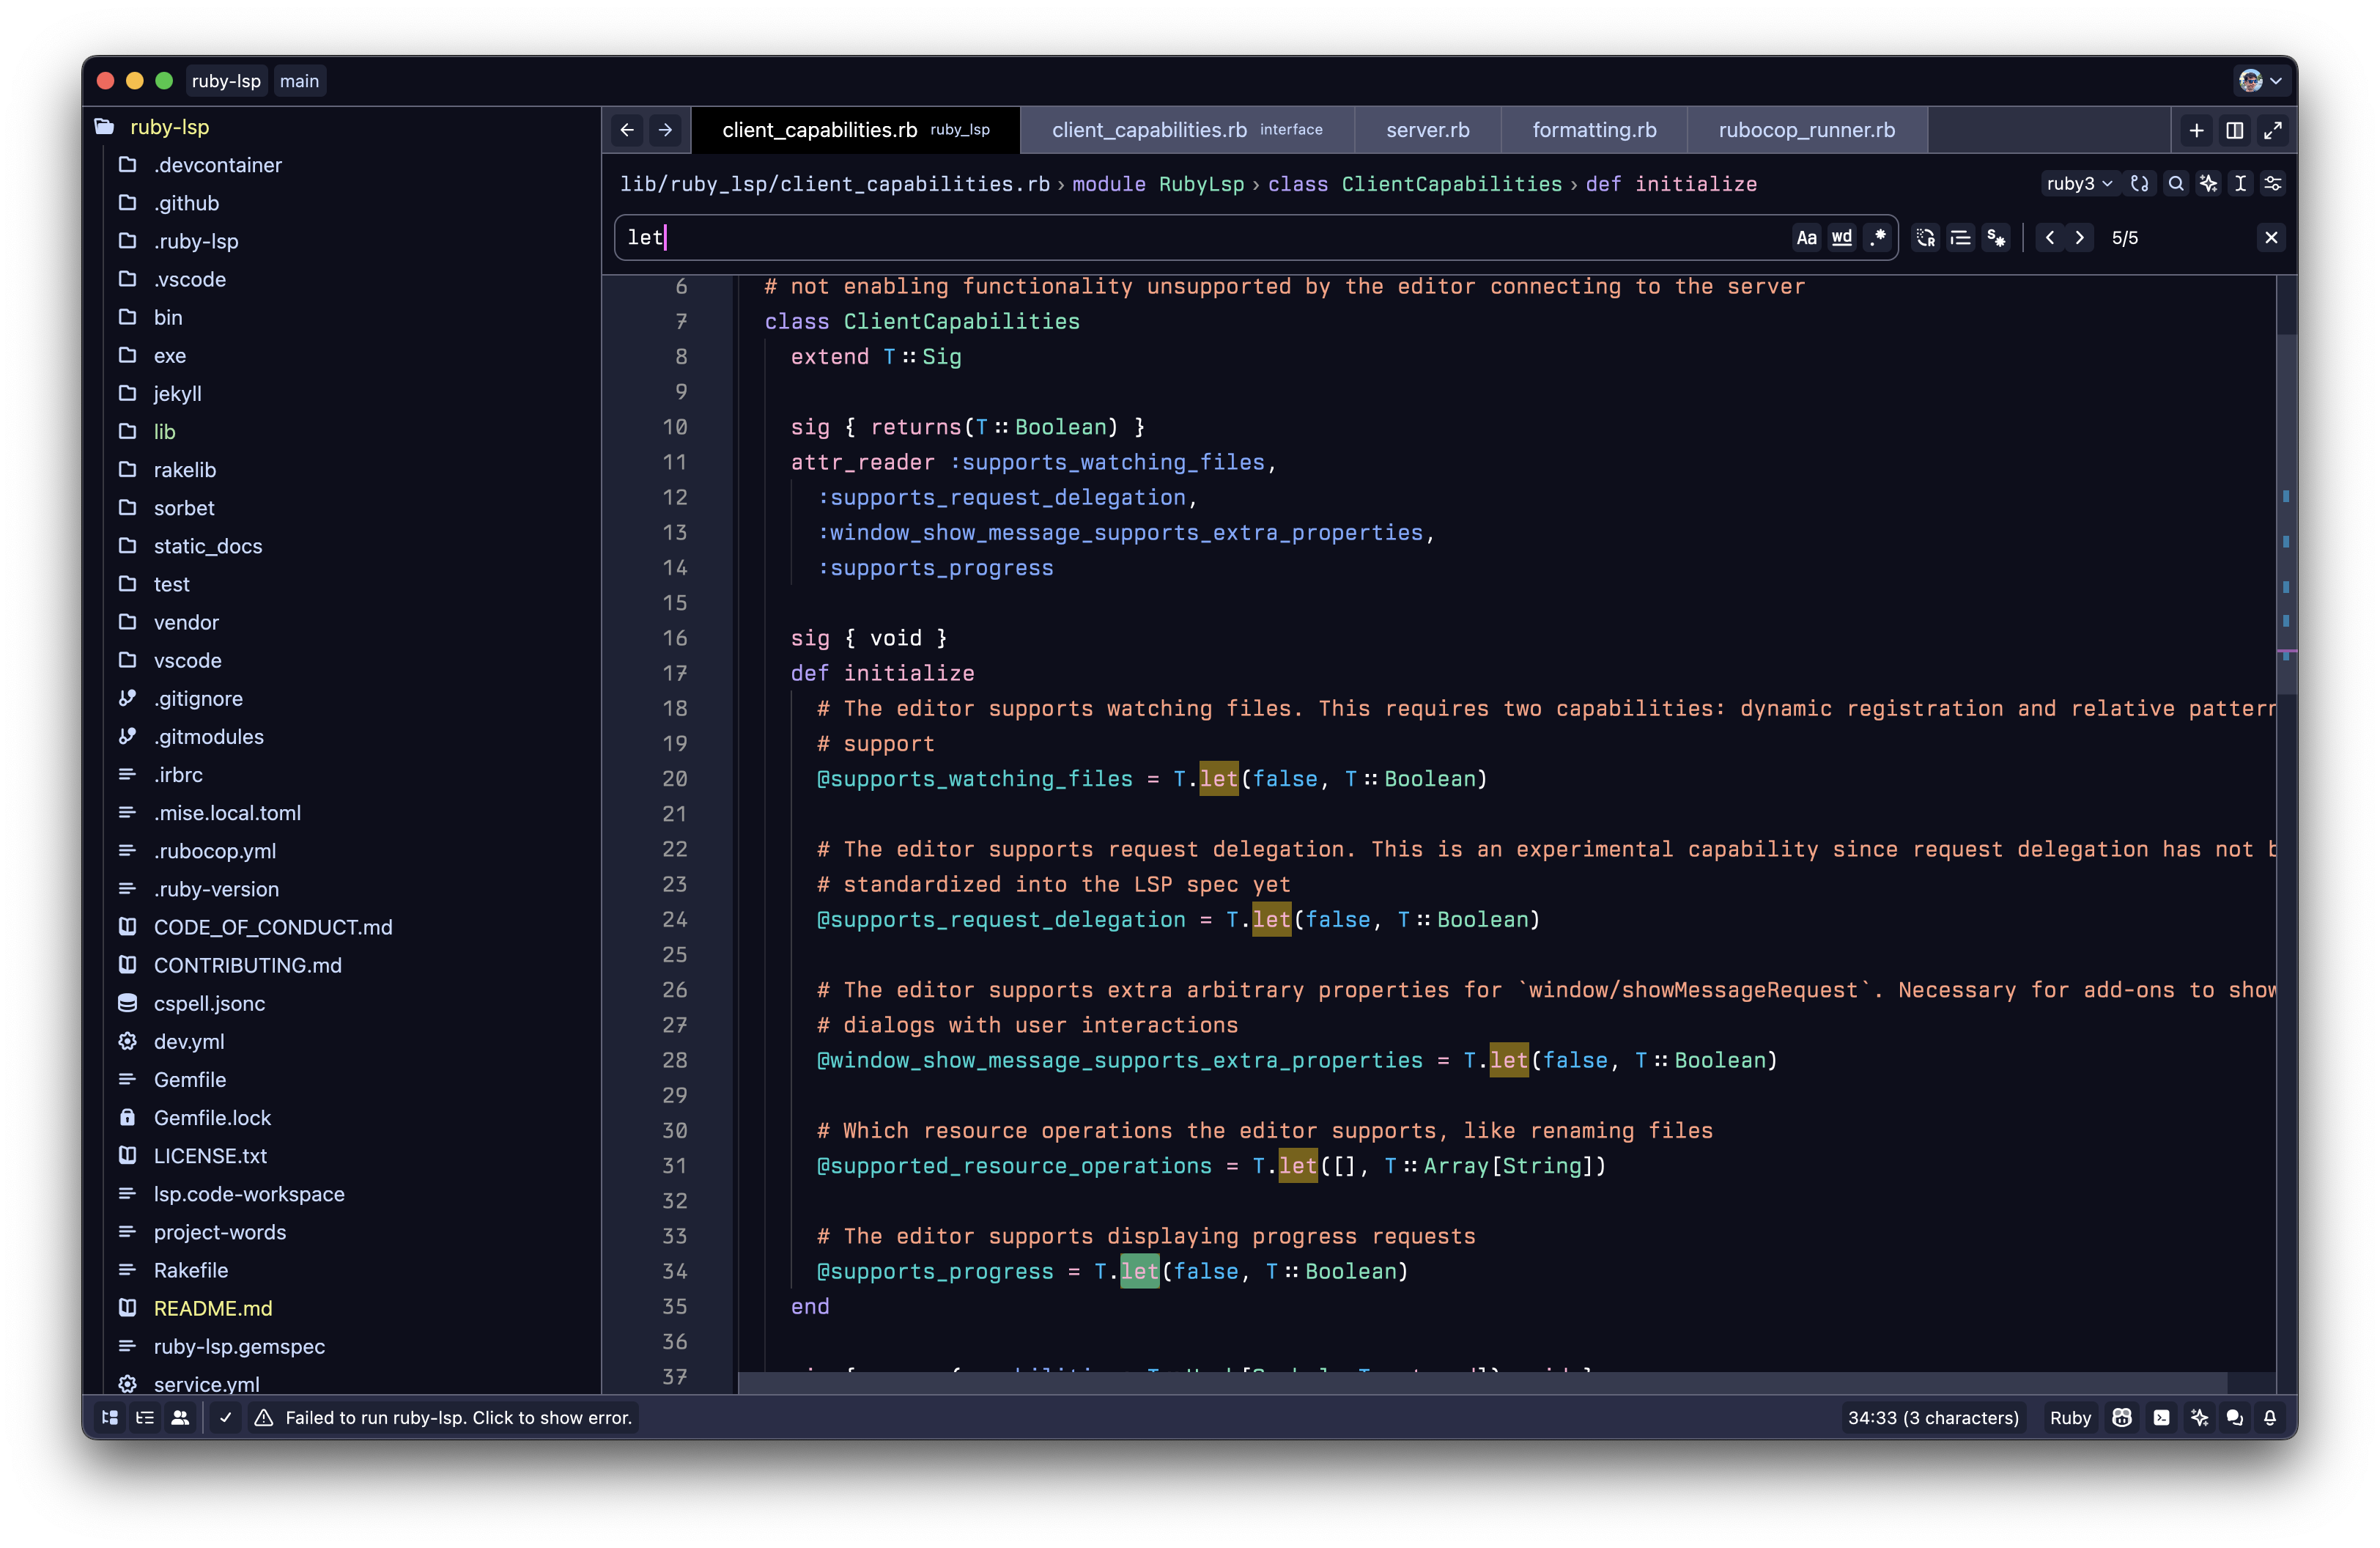 ruby-lsp main
ruby-lsp
.devcontainer
.github
.ruby-lsp
.vscode
bin
exe
jekyll
lib
rakelib
sorbet
static_docs
test
vendor
vscode
.gitignore
.gitmodules
.irbrc
.mise.local.toml
.rubocop.yml
.ruby-version
CODE_OF_CONDUCT.md
CONTRIBUTING.md
cspell.jsonc
dev.yml
Gemfile
Gemfile.lock
LICENSE.txt
lsp.code-workspace
project-words
Rakefile
README.md
ruby-lsp.gemspec
service.yml
client_capabilities.rb ruby_lsp client_capabilities.rb interface server.rb formatting.rb rubocop_runner.rb
lib/ruby_lsp/client_capabilities.rb › module RubyLsp › class ClientCapabilities › def initialize ruby3
let Aa wd .* 5/5
6 # not enabling functionality unsupported by the editor connecting to the server
7 class ClientCapabilities
8 extend T::Sig
9
10 sig { returns(T::Boolean) }
11 attr_reader :supports_watching_files,
12 :supports_request_delegation,
13 :window_show_message_supports_extra_properties,
14 :supports_progress
15
16 sig { void }
17 def initialize
18 # The editor supports watching files. This requires two capabilities: dynamic registration and relative pattern
19 # support
20 @supports_watching_files = T.let(false, T::Boolean)
21
22 # The editor supports request delegation. This is an experimental capability since request delegation has not
23 # standardized into the LSP spec yet
24 @supports_request_delegation = T.let(false, T::Boolean)
25
26 # The editor supports extra arbitrary properties for `window/showMessageRequest`. Necessary for add-ons to show
27 # dialogs with user interactions
28 @window_show_message_supports_extra_properties = T.let(false, T::Boolean)
29
30 # Which resource operations the editor supports, like renaming files
31 @supported_resource_operations = T.let([], T::Array[String])
32
33 # The editor supports displaying progress requests
34 @supports_progress = T.let(false, T::Boolean)
35 end
36
37
Failed to run ruby-lsp. Click to show error. 34:33 (3 characters) Ruby